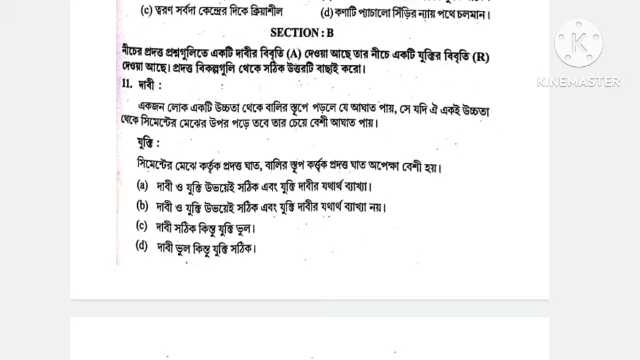 (c) ত্বরণ সর্বদা কেন্দ্রের দিকে ক্রিয়াশীল (d) কণাটি প্যাচালো সিঁড়ির ন্যায় পথে চলমান।
SECTION : B
নীচের প্রদত্ত প্রশ্নগুলিতে একটি দাবীর বিবৃতি (A) দেওয়া আছে তার নীচে একটি যুক্তির বিবৃতি (R)
দেওয়া আছে। প্রদত্ত বিকল্পগুলি থেকে সঠিক উত্তরটি বাছাই করো।
KINEMASTER
11. দাবী :
একজন লোক একটি উচ্চতা থেকে বালির স্তূপে পড়লে যে আঘাত পায়, সে যদি ঐ একই উচ্চতা
থেকে সিমেন্টের মেঝের উপর পড়ে তবে তার চেয়ে বেশী আঘাত পায়।
যুক্তি :
সিমেন্টের মেঝে কর্তৃক প্রদত্ত ঘাত, বালির স্তূপ কর্ত্তৃক প্রদত্ত ঘাত অপেক্ষা বেশী হয়।
(a) দাবী ও যুক্তি উভয়েই সঠিক এবং যুক্তি দাবীর যথার্থ ব্যাখ্যা।
(b) দাবী ও যুক্তি উভয়েই সঠিক এবং যুক্তি দাবীর যথার্থ ব্যাখ্যা নয়।
(c) দাবী সঠিক কিন্তু যুক্তি ভুল।
(d) দাবী ভুল কিন্তু যুক্তি সঠিক।